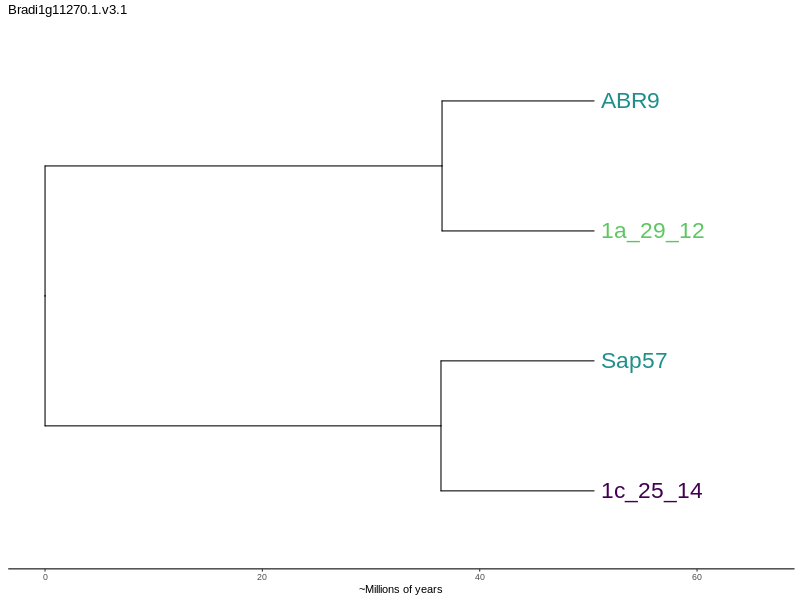 Bradi1g11270.1.v3.1
ABR9
1a_29_12
Sap57
1c_25_14
0 20 40 60
~Millions of years